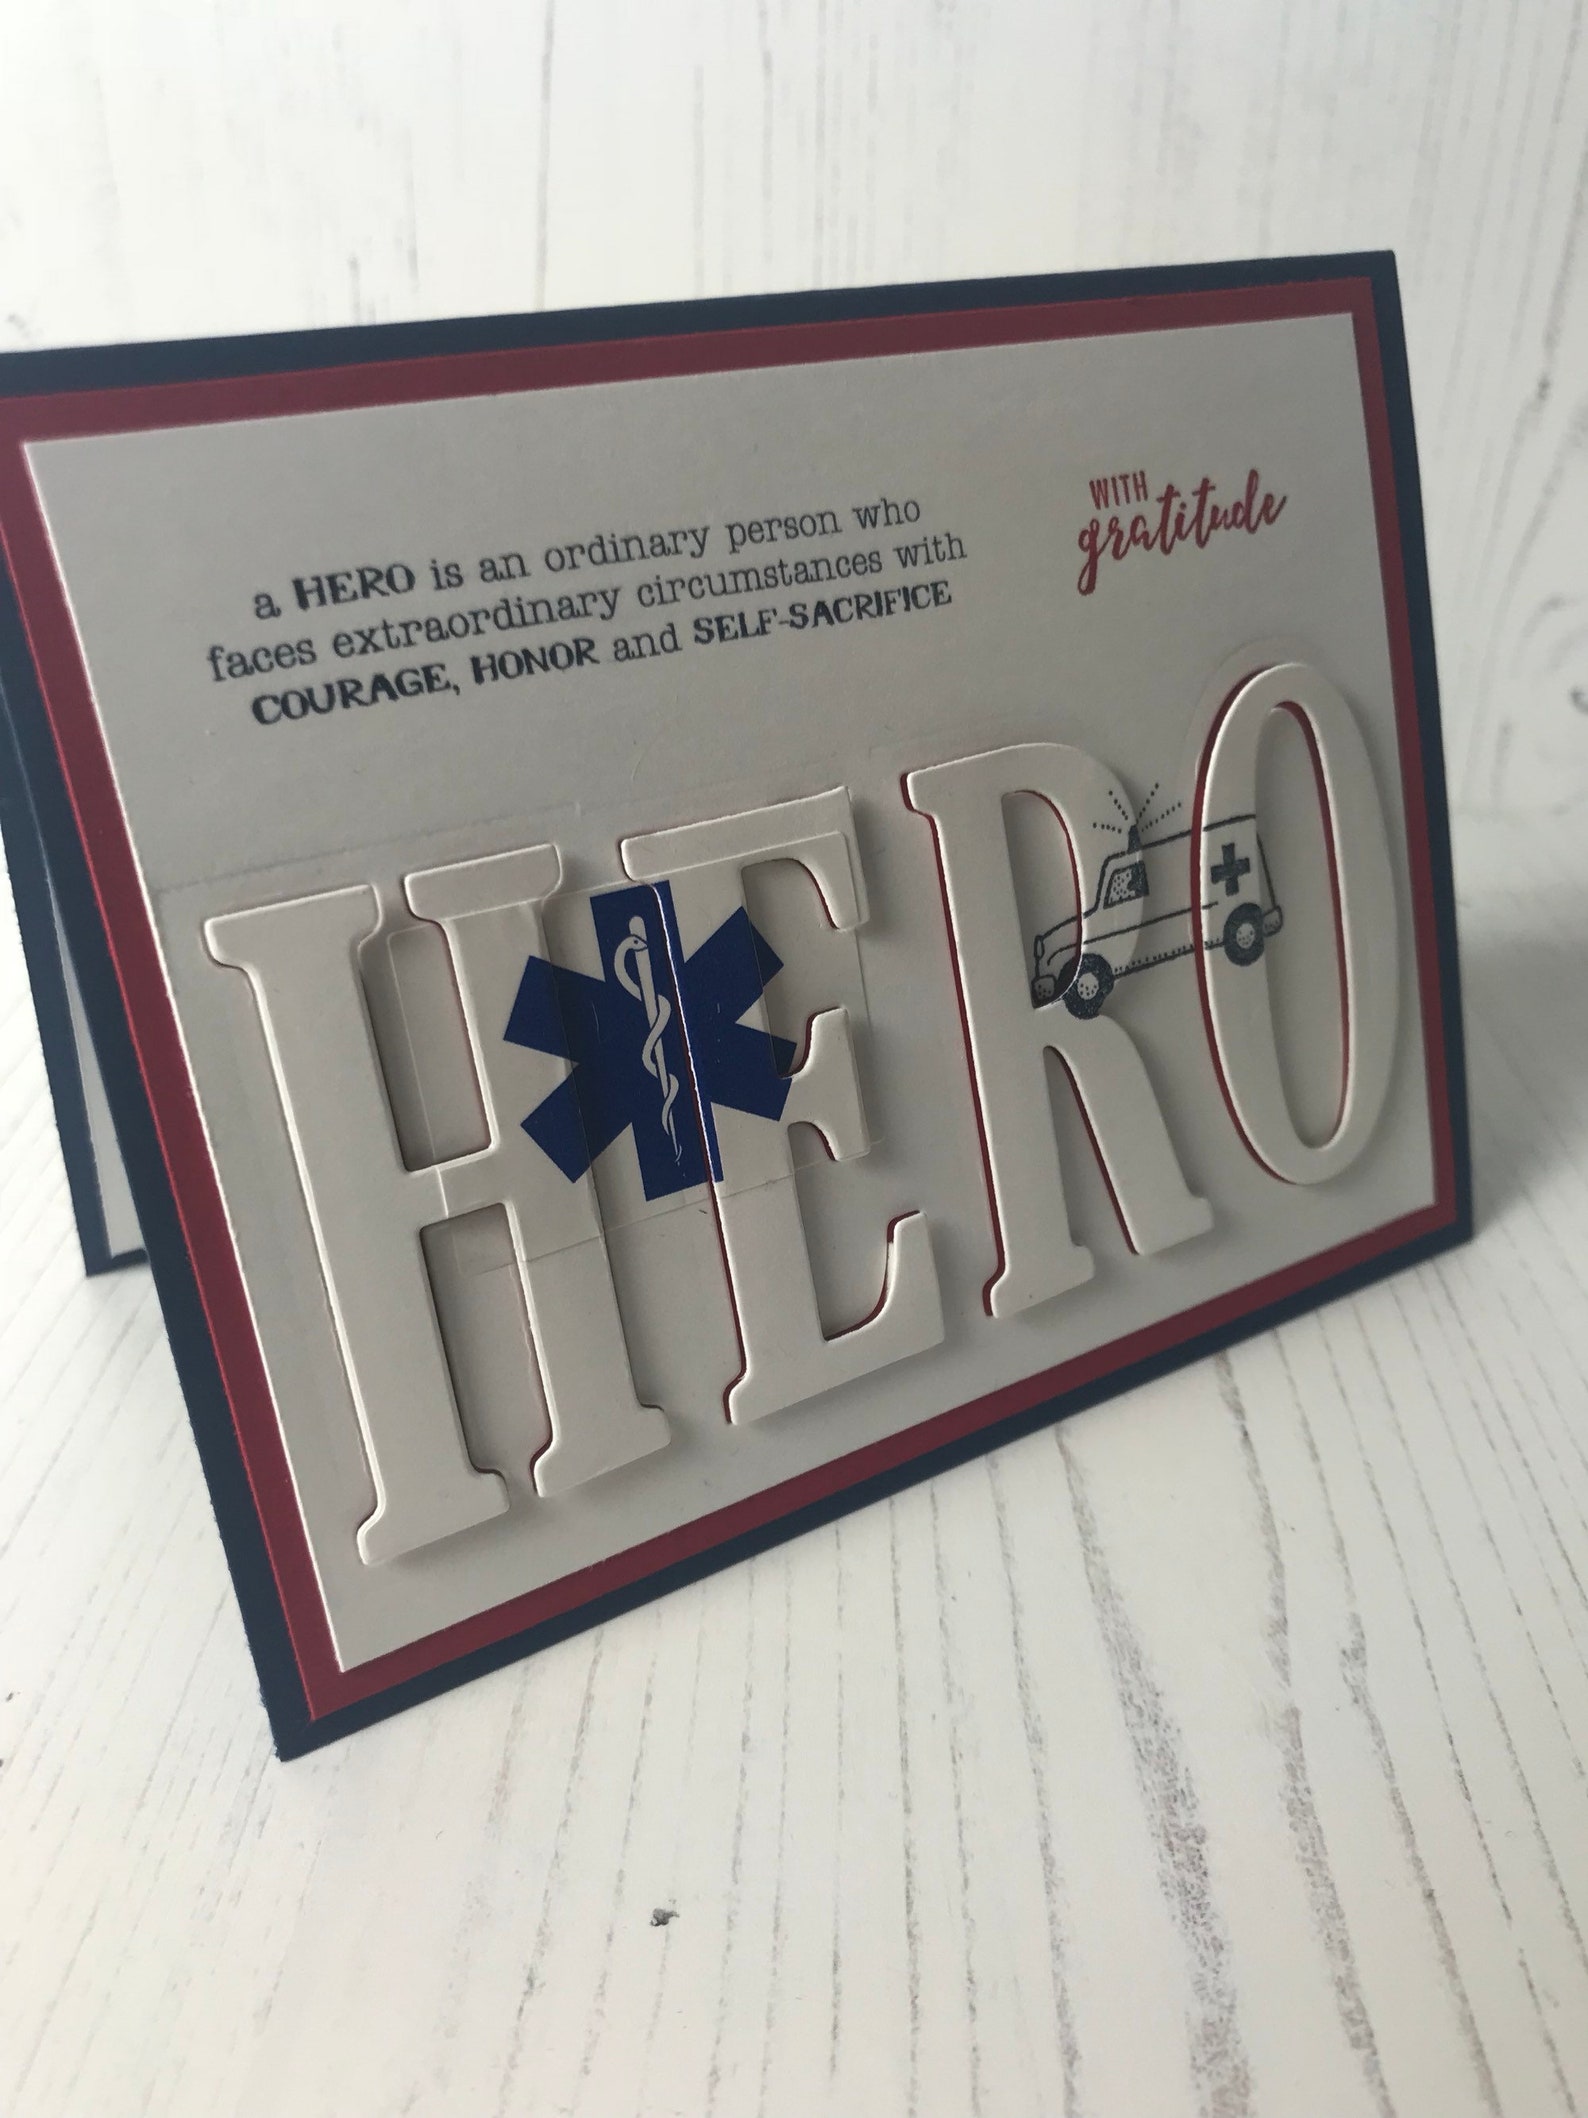 a HERO is an ordinary person who
faces extraordinary circumstances with
COURAGE, HONOR and SELF-SACRIFICE
WITH
gratitude
HERO